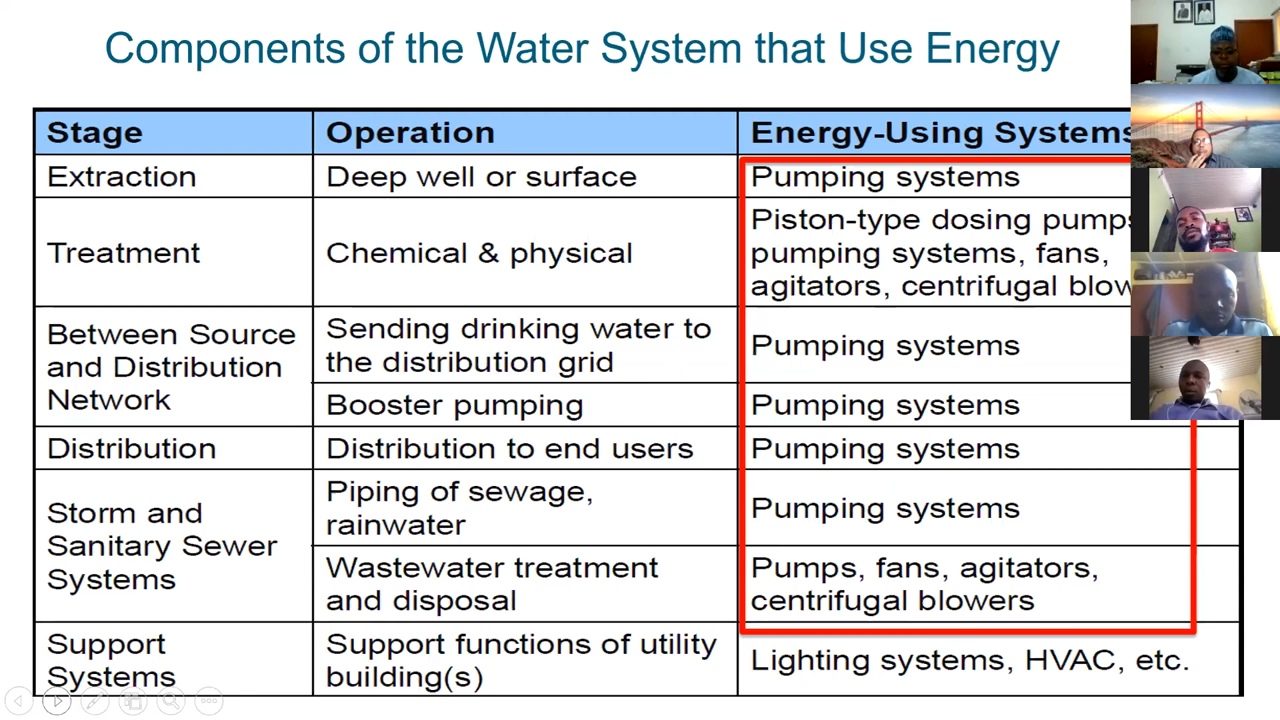 Components of the Water System that Use Energy
Stage
Operation
Energy-Using Systems
Extraction
Deep well or surface
Pumping systems
Treatment
Chemical & physical
Piston-type dosing pumps
pumping systems, fans,
agitators, centrifugal
Between Source
and Distribution
Network
Sending drinking water to
the distribution grid
Pumping systems
Booster pumping
Pumping systems
Distribution
Distribution to end users
Pumping systems
Storm and
Sanitary Sewer
Systems
Piping of sewage,
rainwater
Pumping systems
Wastewater treatment
and disposal
Pumps, fans, agitators,
centrifugal blowers
Support
Systems
Support functions of utility
building(s)
Lighting systems, HVAC, etc.